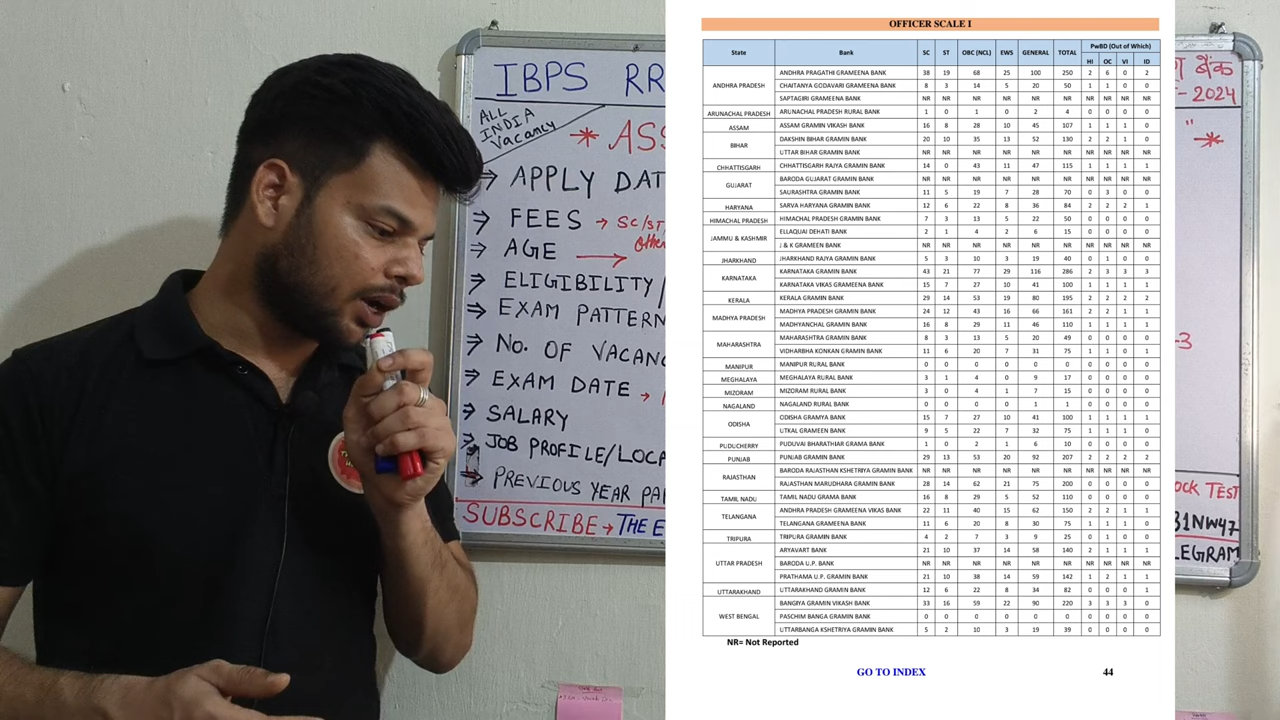 IBPS RR
ALL INDIA Vacancy
* ASS
→ APPLY DAT
→ FEES → SC/ST
→ AGE → othe
→ ELIGIBILITY /
→ EXAM PATTERN
→ No. OF VACANC
→ EXAM DATE →
→ SALARY
→ JOB PROFILE/LOCA
→ PREVIOUS YEAR PAP
SUBSCRIBE → THE E
OFFICER SCALE I
State Bank SC ST OBC (NCL) EWS GENERAL TOTAL PwBD (Out of Which)
HI OC VI ID
ANDHRA PRADESH ANDHRA PRAGATHI GRAMEENA BANK 38 19 68 25 100 250 2 6 0 2
CHAITANYA GODAVARI GRAMEENA BANK 8 3 14 5 20 50 1 1 0 0
SAPTAGIRI GRAMEENA BANK NR NR NR NR NR NR NR NR NR NR
ARUNACHAL PRADESH ARUNACHAL PRADESH RURAL BANK 1 0 1 0 2 4 0 0 0 0
ASSAM ASSAM GRAMIN VIKASH BANK 16 8 28 10 45 107 1 1 1 0
BIHAR DAKSHIN BIHAR GRAMIN BANK 20 10 35 13 52 130 2 2 1 0
UTTAR BIHAR GRAMIN BANK NR NR NR NR NR NR NR NR NR NR
CHHATTISGARH CHHATTISGARH RAJYA GRAMIN BANK 14 0 43 11 47 115 1 1 1 1
GUJARAT BARODA GUJARAT GRAMIN BANK NR NR NR NR NR NR NR NR NR NR
SAURASHTRA GRAMIN BANK 11 5 19 7 28 70 0 3 0 0
HARYANA SARVA HARYANA GRAMIN BANK 12 6 22 8 36 84 2 2 2 1
HIMACHAL PRADESH HIMACHAL PRADESH GRAMIN BANK 7 3 13 5 22 50 0 0 0 0
JAMMU & KASHMIR ELLAQUAI DEHATI BANK 2 1 4 2 6 15 0 0 0 0
J & K GRAMEEN BANK NR NR NR NR NR NR NR NR NR NR
JHARKHAND JHARKHAND RAJYA GRAMIN BANK 5 3 10 3 19 40 0 1 0 0
KARNATAKA KARNATAKA GRAMIN BANK 43 21 77 29 116 286 2 3 3 3
KARNATAKA VIKAS GRAMEENA BANK 15 7 27 10 41 100 1 1 1 1
KERALA KERALA GRAMIN BANK 29 14 53 19 80 195 2 2 2 2
MADHYA PRADESH MADHYA PRADESH GRAMIN BANK 24 12 43 16 66 161 2 2 1 1
MADHYANCHAL GRAMIN BANK 16 8 29 11 46 110 1 1 1 1
MAHARASHTRA MAHARASHTRA GRAMIN BANK 8 3 13 5 20 49 0 1 0 0
VIDHARBHA KONKAN GRAMIN BANK 11 6 20 7 31 75 1 1 0 1
MANIPUR MANIPUR RURAL BANK 0 0 0 0 0 0 0 0 0 0
MEGHALAYA MEGHALAYA RURAL BANK 3 1 4 0 9 17 0 0 0 0
MIZORAM MIZORAM RURAL BANK 3 0 4 1 7 15 0 0 0 0
NAGALAND NAGALAND RURAL BANK 0 0 0 0 1 1 0 0 0 0
ODISHA ODISHA GRAMYA BANK 15 7 27 10 41 100 1 1 1 1
UTKAL GRAMEEN BANK 9 5 22 7 32 75 1 1 1 0
PUDUCHERRY PUDUVAI BHARATHIAR GRAMA BANK 1 0 2 1 6 10 0 0 0 0
PUNJAB PUNJAB GRAMIN BANK 29 13 53 20 92 207 2 2 2 2
RAJASTHAN BARODA RAJASTHAN KSHETRIYA GRAMIN BANK NR NR NR NR NR NR NR NR NR NR
RAJASTHAN MARUDHARA GRAMIN BANK 28 14 62 21 75 200 0 0 0 0
TAMIL NADU TAMIL NADU GRAMA BANK 16 8 29 5 52 110 0 0 0 0
TELANGANA ANDHRA PRADESH GRAMEENA VIKAS BANK 22 11 40 15 62 150 2 2 1 1
TELANGANA GRAMEENA BANK 11 6 20 8 30 75 1 1 1 0
TRIPURA TRIPURA GRAMIN BANK 4 2 7 3 9 25 0 1 0 0
UTTAR PRADESH ARYAVART BANK 21 10 37 14 58 140 2 1 1 1
BARODA U.P. BANK NR NR NR NR NR NR NR NR NR NR
PRATHAMA U.P. GRAMIN BANK 21 10 38 14 59 142 1 2 1 1
UTTARAKHAND UTTARAKHAND GRAMIN BANK 12 6 22 8 34 82 0 0 0 1
WEST BENGAL BANGIYA GRAMIN VIKASH BANK 33 16 59 22 90 220 3 3 3 0
PASCHIM BANGA GRAMIN BANK 0 0 0 0 0 0 0 0 0 0
UTTARBANGA KSHETRIYA GRAMIN BANK 5 2 10 3 19 39 0 1 0 0
NR= Not Reported
GO TO INDEX 44
बैंक
-2024
" *
-3
OCK TEST
31NW47
LEGRAM